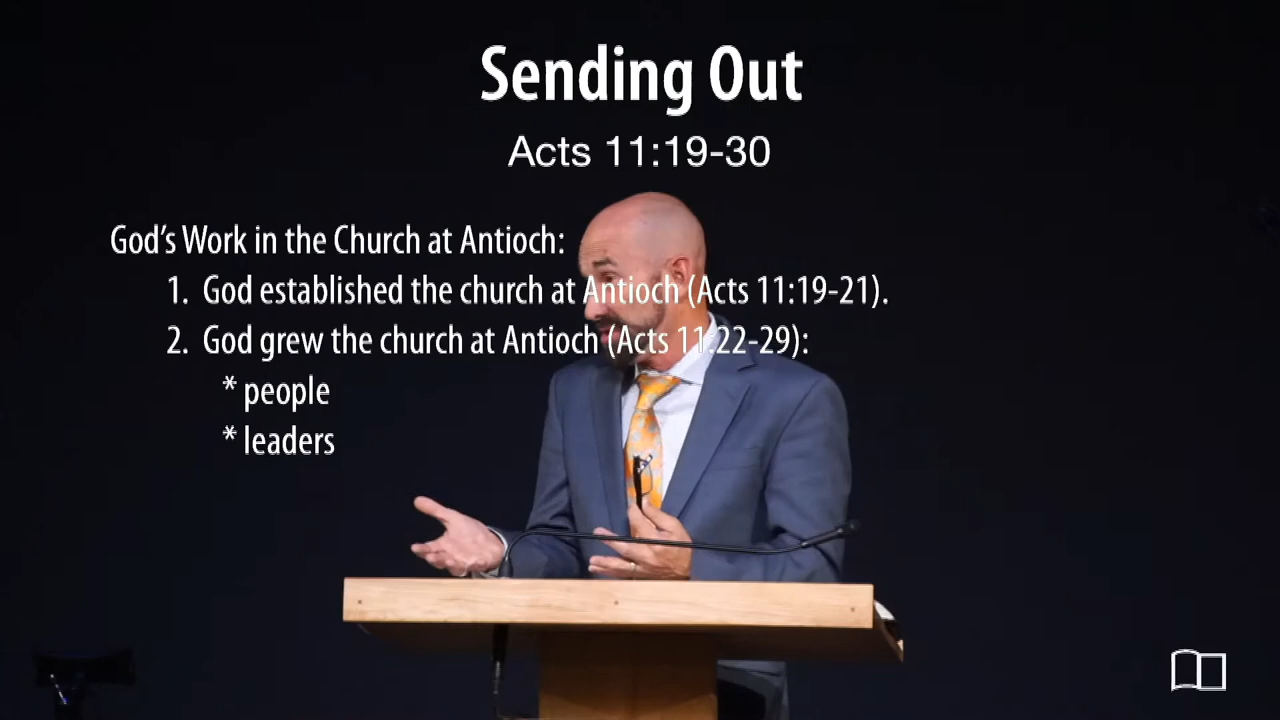 Sending Out
Acts 11:19-30
God's Work in the Church at Antioch:
1. God established the church at Antioch (Acts 11:19-21).
2. God grew the church at Antioch (Acts 11:22-29):
* people
* leaders